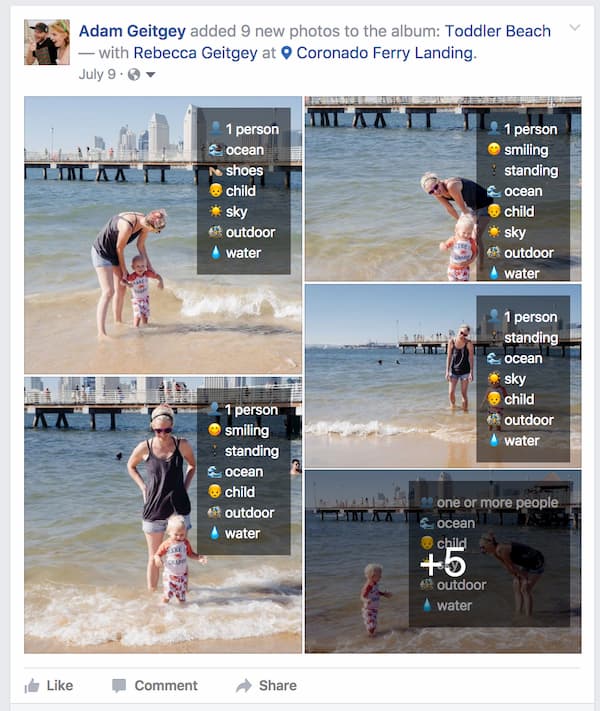 Adam Geitgey added 9 new photos to the album: Toddler Beach
— with Rebecca Geitgey at Coronado Ferry Landing.
July 9 ·
1 person
ocean
shoes
child
sky
outdoor
water
1 person
smiling
standing
ocean
child
sky
outdoor
water
1 person
standing
ocean
sky
child
outdoor
water
1 person
smiling
standing
ocean
child
outdoor
water
one or more people
ocean
child
sky
+5
outdoor
water
Like
Comment
Share